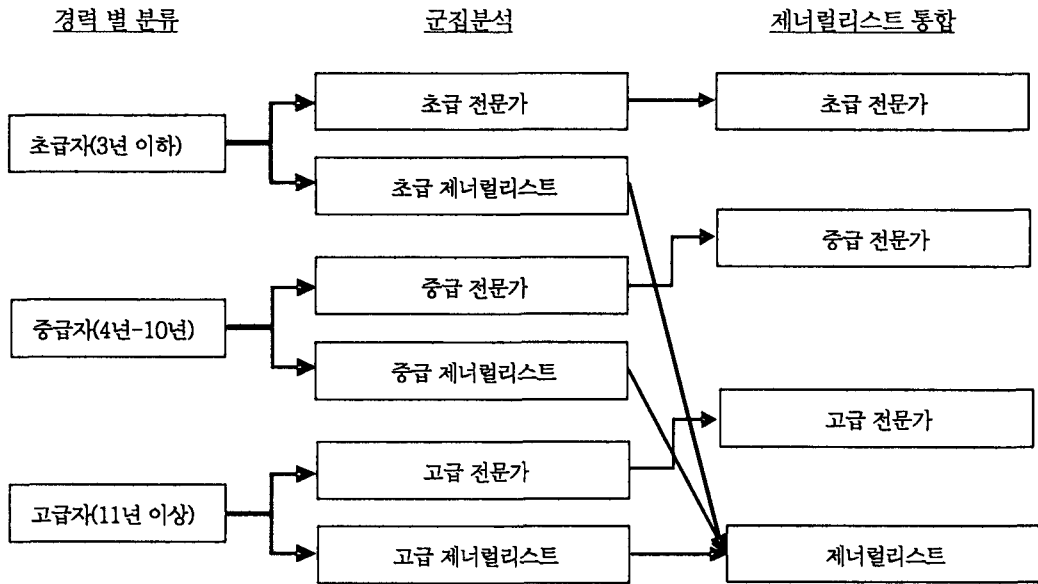 경력 별 분류
군집분석
제너럴리스트 통합
초급자(3년 이하)
초급 전문가
초급 전문가
초급 제너럴리스트
중급자(4년-10년)
중급 전문가
중급 전문가
중급 제너럴리스트
고급자(11년 이상)
고급 전문가
고급 전문가
고급 제너럴리스트
제너럴리스트